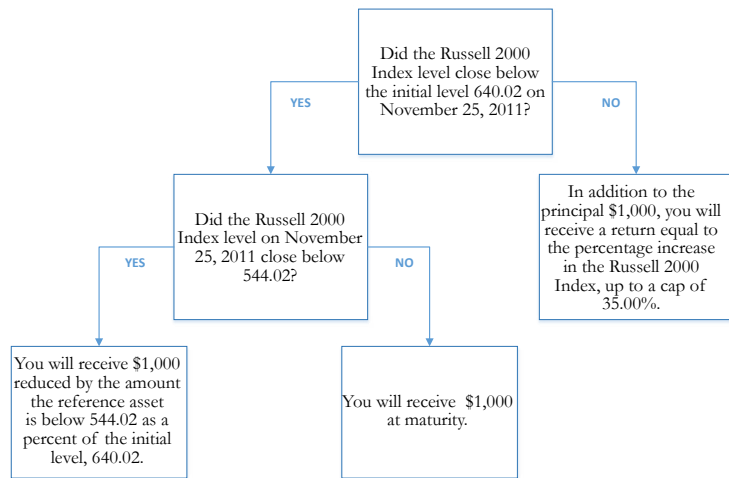 Did the Russell 2000
Index level close below
the initial level 640.02 on
November 25, 2011?
YES
NO
Did the Russell 2000
Index level on November
25, 2011 close below
544.02?
In addition to the
principal $1,000, you will
receive a return equal to
the percentage increase
in the Russell 2000
Index, up to a cap of
35.00%.
YES
NO
You will receive $1,000
reduced by the amount
the reference asset
is below 544.02 as a
percent of the initial
level, 640.02.
You will receive $1,000
at maturity.